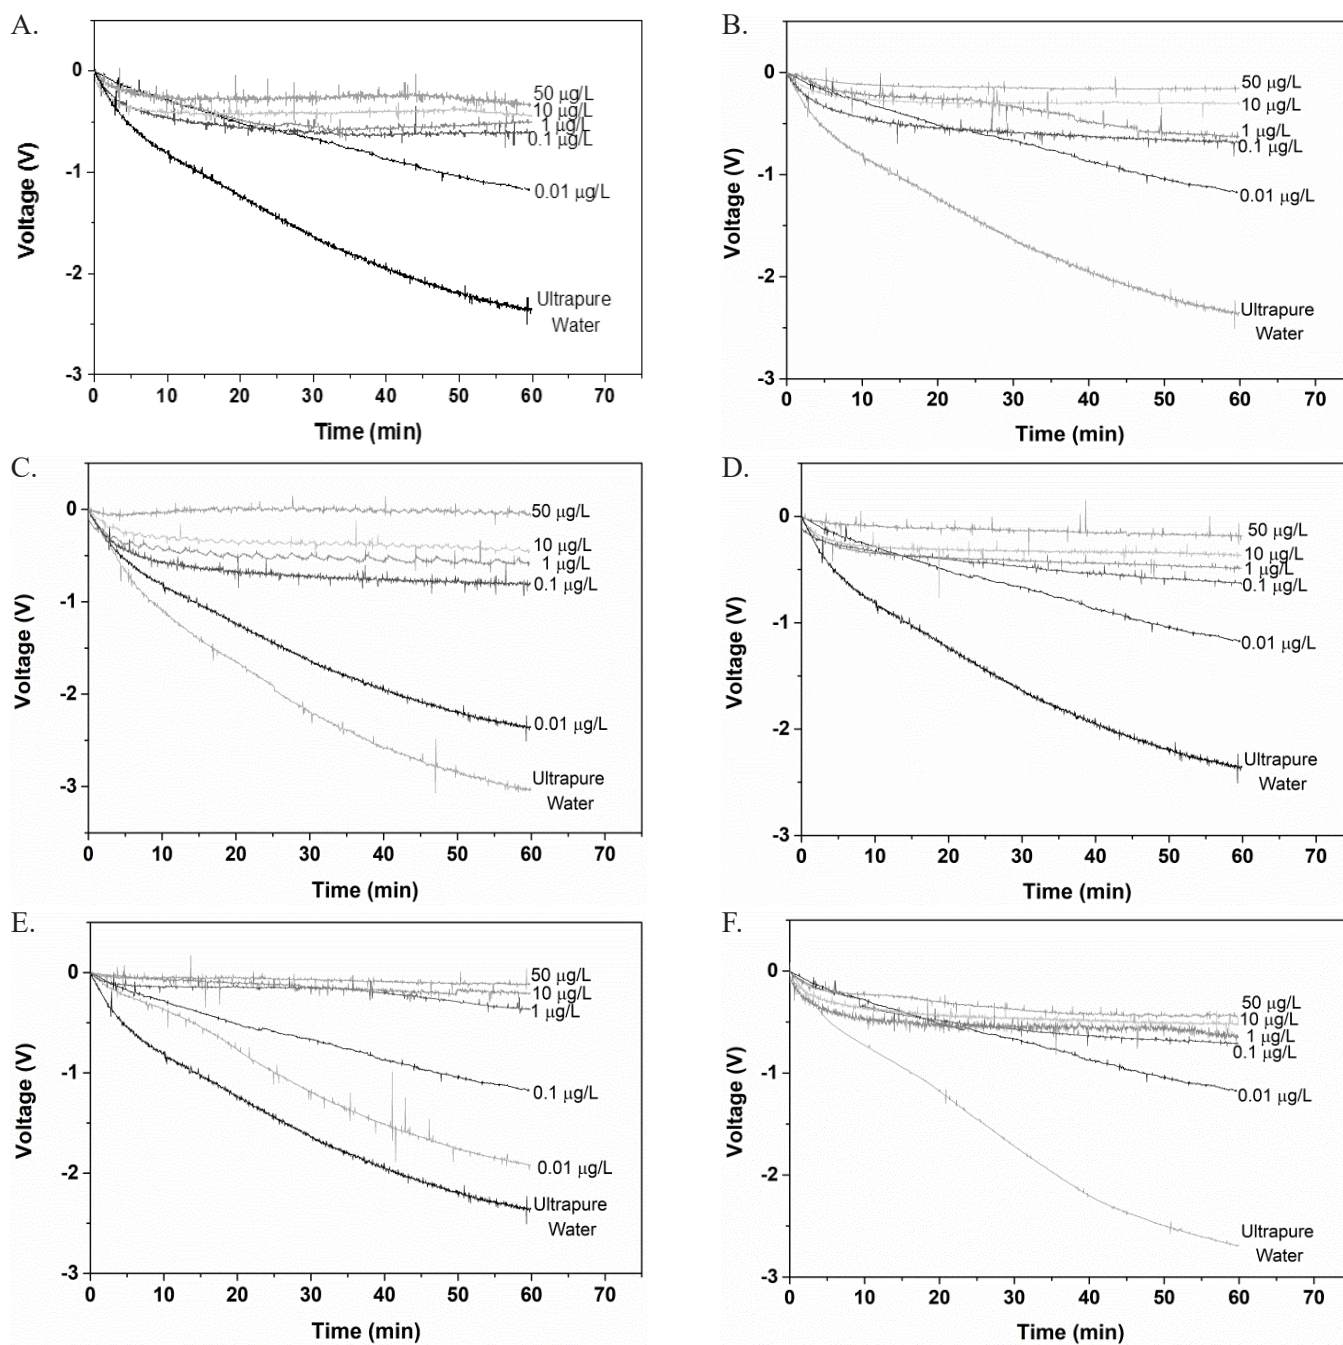 A.
0
-1
-2
-3
Voltage (V)
50 μg/L
10 μg/L
1 μg/L
0.1 μg/L
0.01 μg/L
Ultrapure
Water
0 10 20 30 40 50 60 70
Time (min)
B.
0
-1
-2
-3
Voltage (V)
50 μg/L
10 μg/L
1 μg/L
0.1 μg/L
0.01 μg/L
Ultrapure
Water
0 10 20 30 40 50 60 70
Time (min)
C.
0
-1
-2
-3
Voltage (V)
50 μg/L
10 μg/L
1 μg/L
0.1 μg/L
0.01 μg/L
Ultrapure
Water
0 10 20 30 40 50 60 70
Time (min)
D.
0
-1
-2
-3
Voltage (V)
50 μg/L
10 μg/L
1 μg/L
0.1 μg/L
0.01 μg/L
Ultrapure
Water
0 10 20 30 40 50 60 70
Time (min)
E.
0
-1
-2
-3
Voltage (V)
50 μg/L
10 μg/L
1 μg/L
0.1 μg/L
0.01 μg/L
Ultrapure
Water
0 10 20 30 40 50 60 70
Time (min)
F.
0
-1
-2
-3
Voltage (V)
50 μg/L
10 μg/L
1 μg/L
0.1 μg/L
0.01 μg/L
Ultrapure
Water
0 10 20 30 40 50 60 70
Time (min)